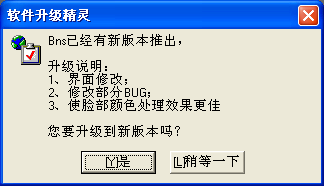 软件升级精灵
Bns已经有新版本推出，
升级说明：
1、界面修改；
2、修改部分BUG；
3、使脸部颜色处理效果更佳
您要升级到新版本吗？
[Y]是
[L]稍等一下